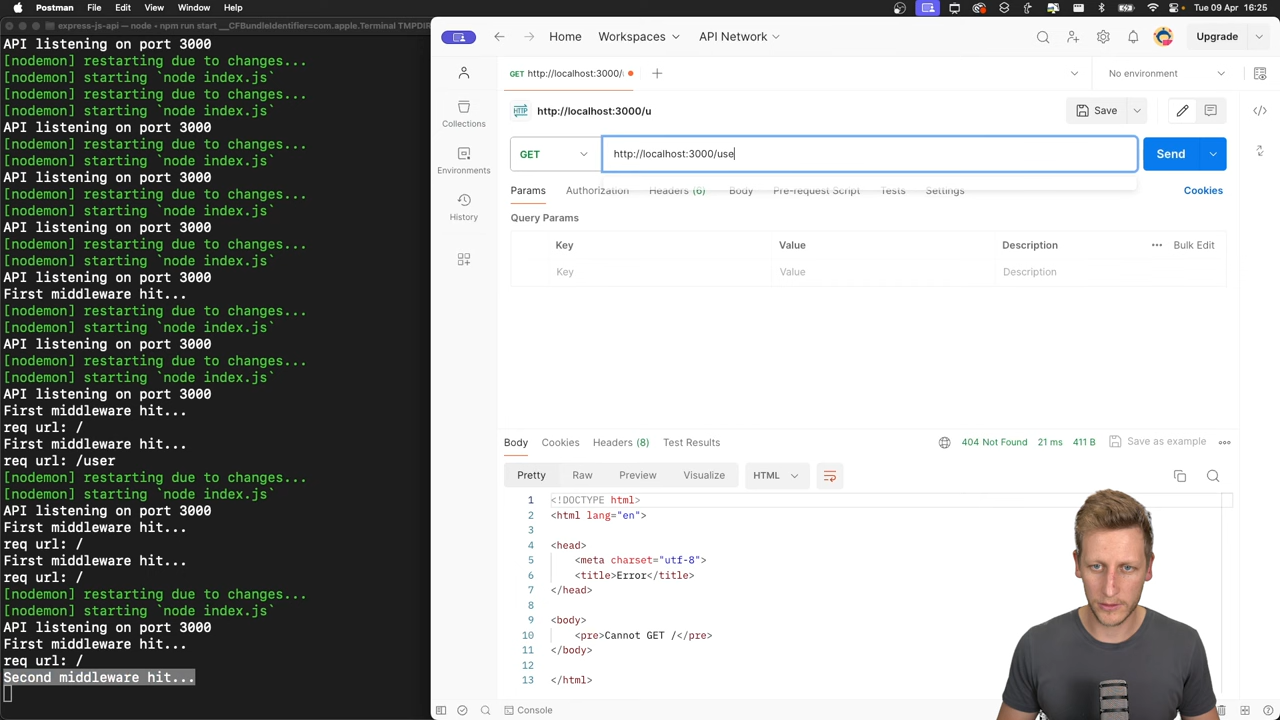 Postman File Edit View Window Help
Tue 09 Apr 16:25
express-js-api — node • npm run start __CFBundleIdentifier=com.apple.Terminal TMPDIR
API listening on port 3000
[nodemon] restarting due to changes...
[nodemon] starting `node index.js`
[nodemon] restarting due to changes...
[nodemon] starting `node index.js`
API listening on port 3000
[nodemon] restarting due to changes...
[nodemon] starting `node index.js`
API listening on port 3000
[nodemon] restarting due to changes...
[nodemon] starting `node index.js`
API listening on port 3000
[nodemon] restarting due to changes...
[nodemon] starting `node index.js`
API listening on port 3000
First middleware hit...
[nodemon] restarting due to changes...
[nodemon] starting `node index.js`
API listening on port 3000
[nodemon] restarting due to changes...
[nodemon] starting `node index.js`
API listening on port 3000
First middleware hit...
req url: /
First middleware hit...
req url: /user
[nodemon] restarting due to changes...
[nodemon] starting `node index.js`
API listening on port 3000
First middleware hit...
req url: /
First middleware hit...
req url: /
[nodemon] restarting due to changes...
[nodemon] starting `node index.js`
API listening on port 3000
First middleware hit...
req url: /
Second middleware hit...
Home Workspaces API Network Upgrade
GET http://localhost:3000/ No environment
HTTP http://localhost:3000/u Save
GET http://localhost:3000/use Send
Params Authorization Headers (6) Body Pre-request Script Tests Settings Cookies
Query Params
Key Value Description Bulk Edit
Key Value Description
Collections
Environments
History
Body Cookies Headers (8) Test Results 404 Not Found 21 ms 411 B Save as example
Pretty Raw Preview Visualize HTML
1 <!DOCTYPE html>
2 <html lang="en">
3
4 <head>
5 <meta charset="utf-8">
6 <title>Error</title>
7 </head>
8
9 <body>
10 <pre>Cannot GET /</pre>
11 </body>
12
13 </html>
Console